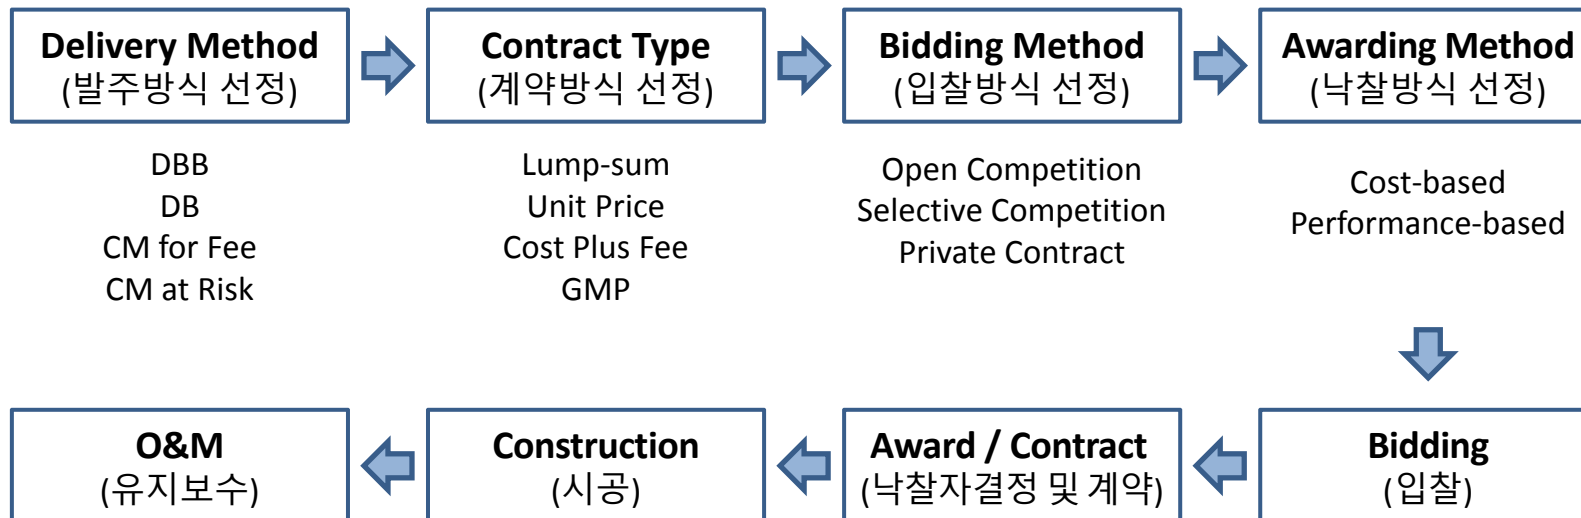 Delivery Method
(발주방식 선정)
Contract Type
(계약방식 선정)
Bidding Method
(입찰방식 선정)
Awarding Method
(낙찰방식 선정)
DBB
DB
CM for Fee
CM at Risk
Lump-sum
Unit Price
Cost Plus Fee
GMP
Open Competition
Selective Competition
Private Contract
Cost-based
Performance-based
O&M
(유지보수)
Construction
(시공)
Award / Contract
(낙찰자결정 및 계약)
Bidding
(입찰)